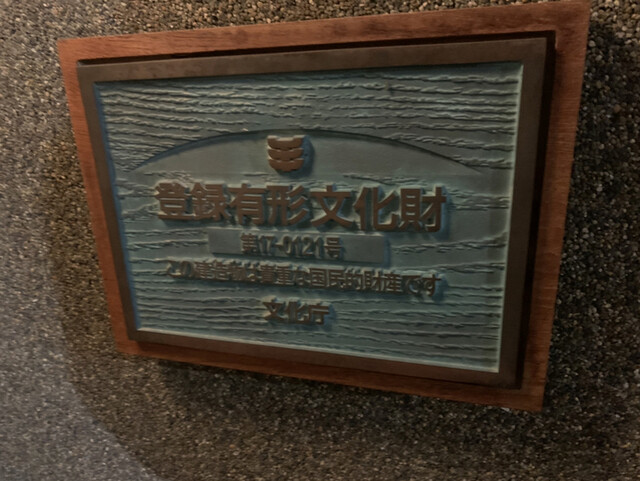 登録有形文化財
第17-0121号
この建造物は貴重な国民的財産です
文化庁